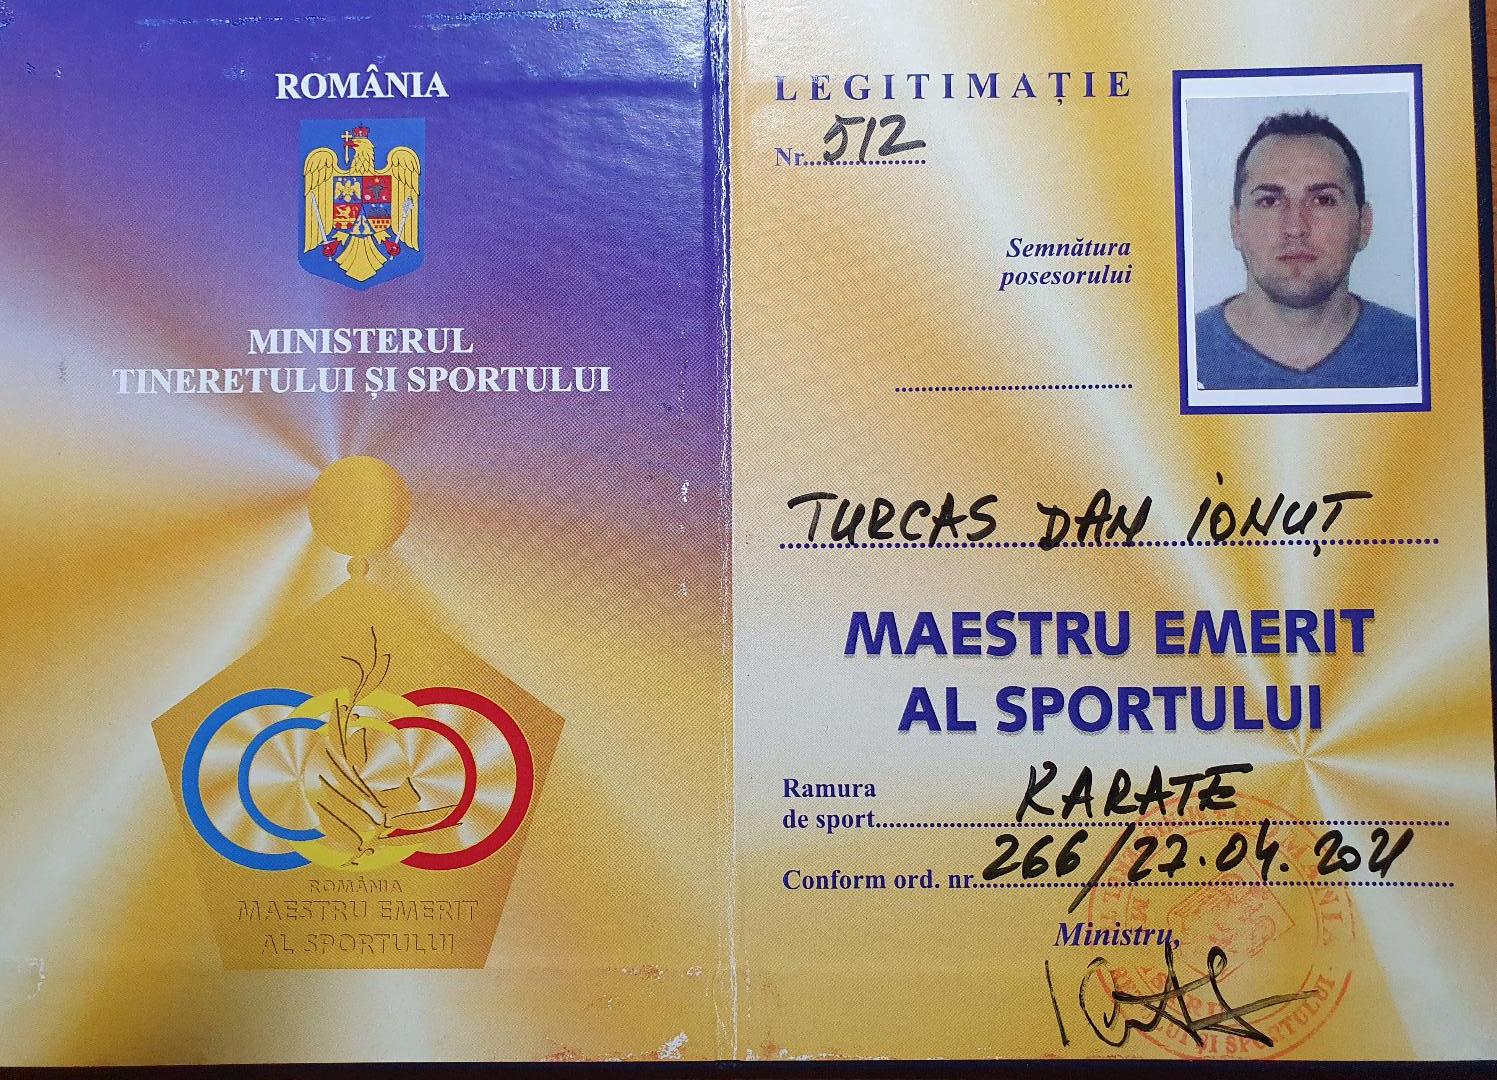 ROMÂNIA
MINISTERUL
TINERETULUI ȘI SPORTULUI
ROMÂNIA
MAESTRU EMERIT
AL SPORTULUI
LEGITIMAȚIE
Nr. 512
Semnătura
posesorului
TURCAS DAN IONUȚ
MAESTRU EMERIT
AL SPORTULUI
Ramura
de sport KARATE
Conform ord. nr. 266/27.04.2021
Ministru,